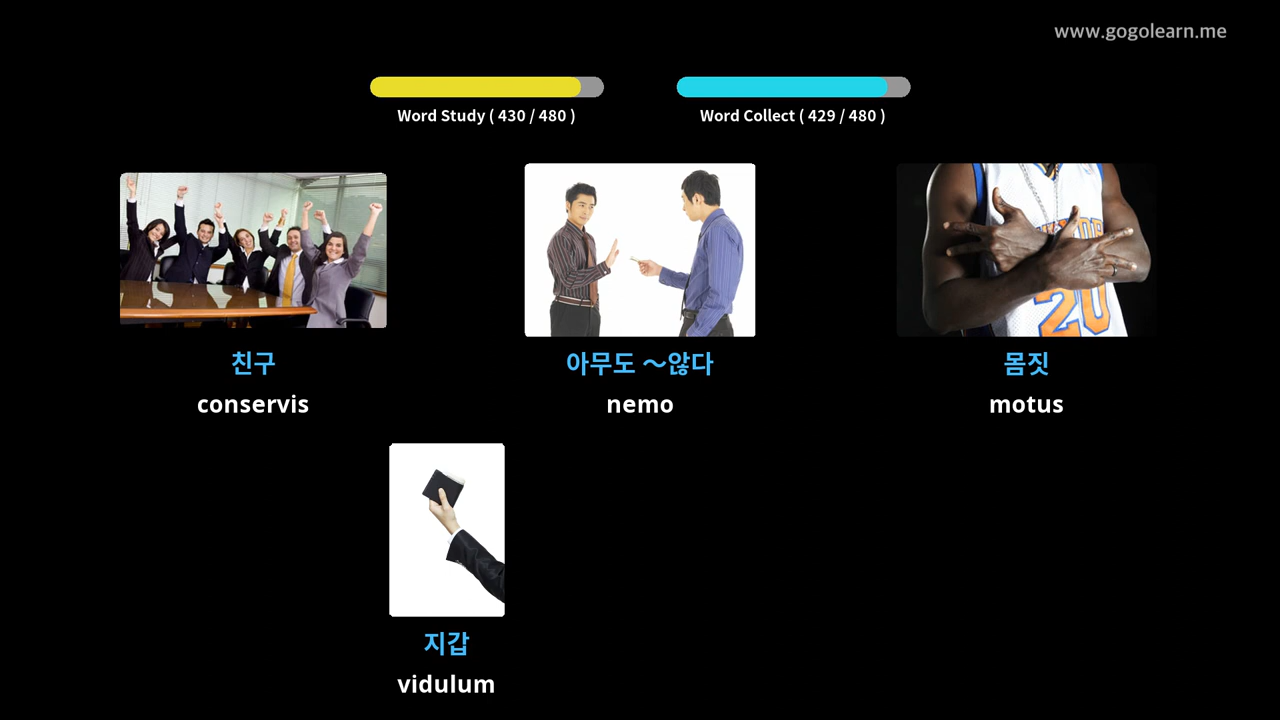 www.gogolearn.me
Word Study ( 430 / 480 )
Word Collect ( 429 / 480 )
친구
conservis
아무도 ~않다
nemo
몸짓
motus
20
지갑
vidulum